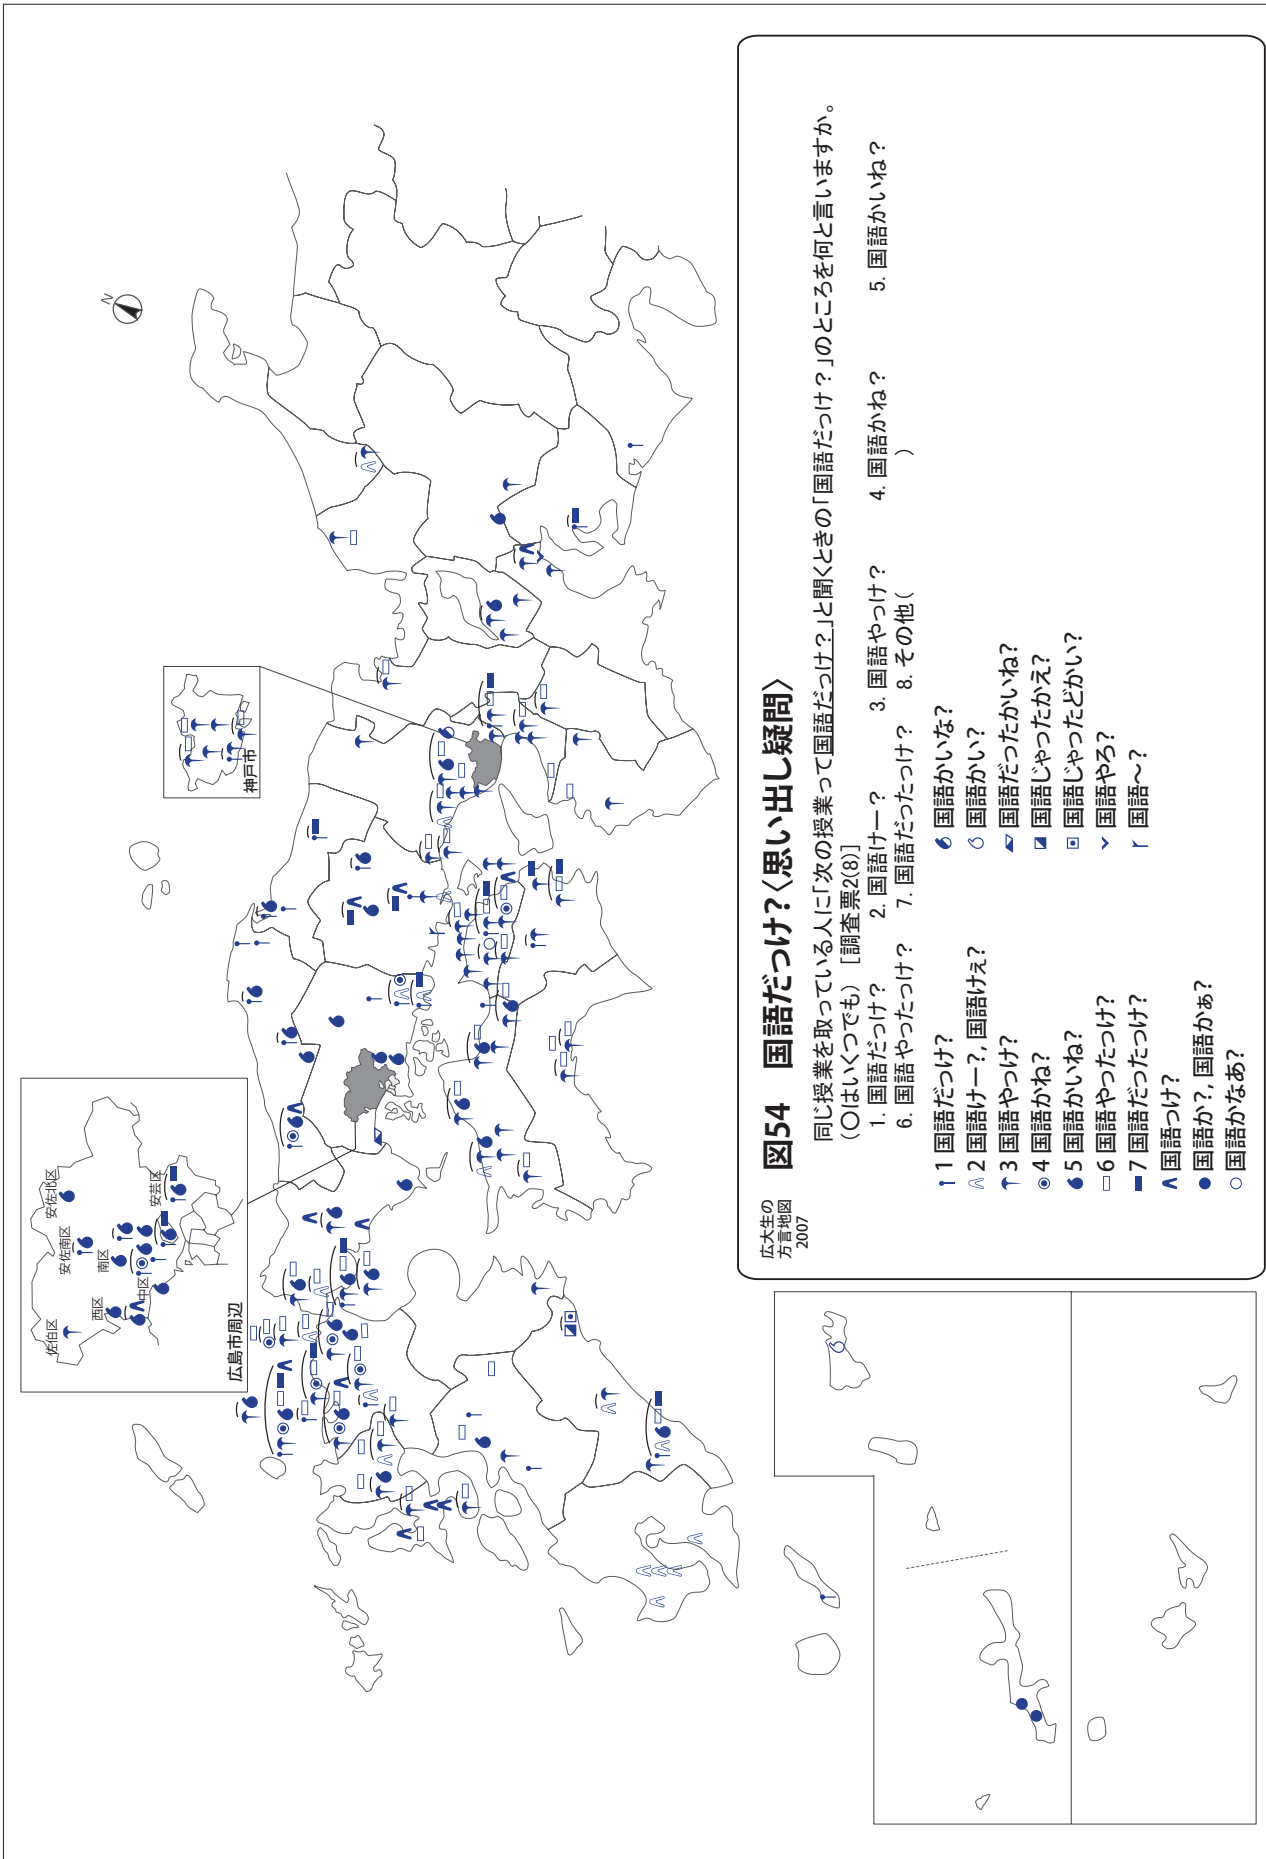 広大生の
方言地図
2007
図54 国語だっけ?〈思い出し疑問〉
同じ授業を取っている人に「次の授業って国語だっけ?」と聞くときの「国語だっけ?」のところを何と言いますか。
(〇はいくつでも) [調査票2(8)]
1. 国語だっけ? 2. 国語けー? 3. 国語やっけ? 4. 国語かね? 5. 国語かいね?
6. 国語やったっけ? 7. 国語だったっけ? 8. その他( )
1 国語だっけ?
2 国語けー?, 国語けぇ?
3 国語やっけ?
4 国語かね?
5 国語かいね?
6 国語やったっけ?
7 国語だったっけ?
国語っけ?
国語か?, 国語かぁ?
国語かなあ?
国語かいな?
国語かい?
国語だったかいね?
国語じゃったかえ?
国語じゃったどかい?
国語やろ?
国語～?
広島市周辺
佐伯区
西区
中区
南区
安佐南区
安佐北区
安芸区
神戸市
N